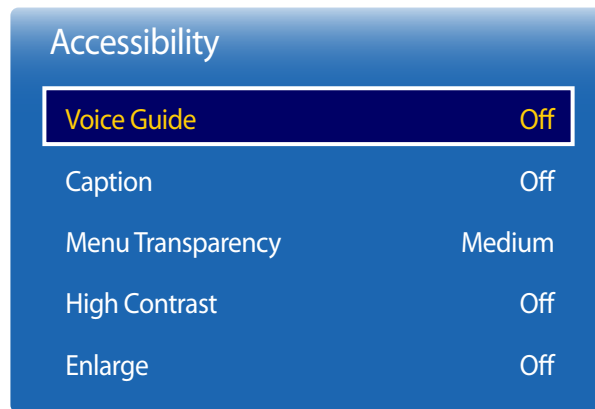 Accessibility
Voice Guide Off
Caption Off
Menu Transparency Medium
High Contrast Off
Enlarge Off